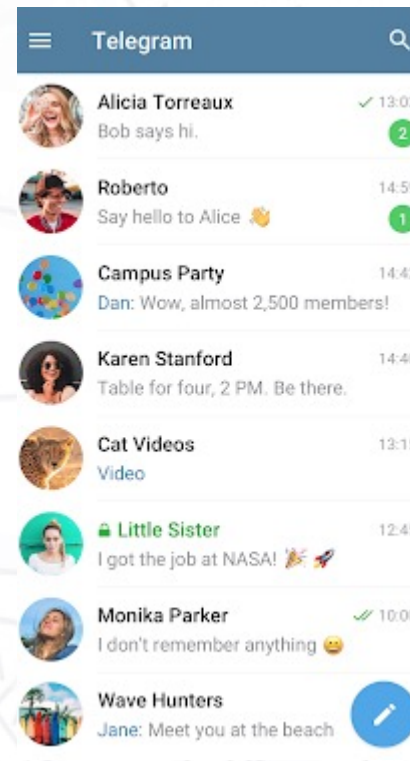 Telegram
Alicia Torreaux
Bob says hi.
2
Roberto
Say hello to Alice 👋
1
Campus Party
Dan: Wow, almost 2,500 members!
Karen Stanford
Table for four, 2 PM. Be there.
Cat Videos
Video
Little Sister
I got the job at NASA! 🎉 🚀
Monika Parker
I don't remember anything 😀
Wave Hunters
Jane: Meet you at the beach